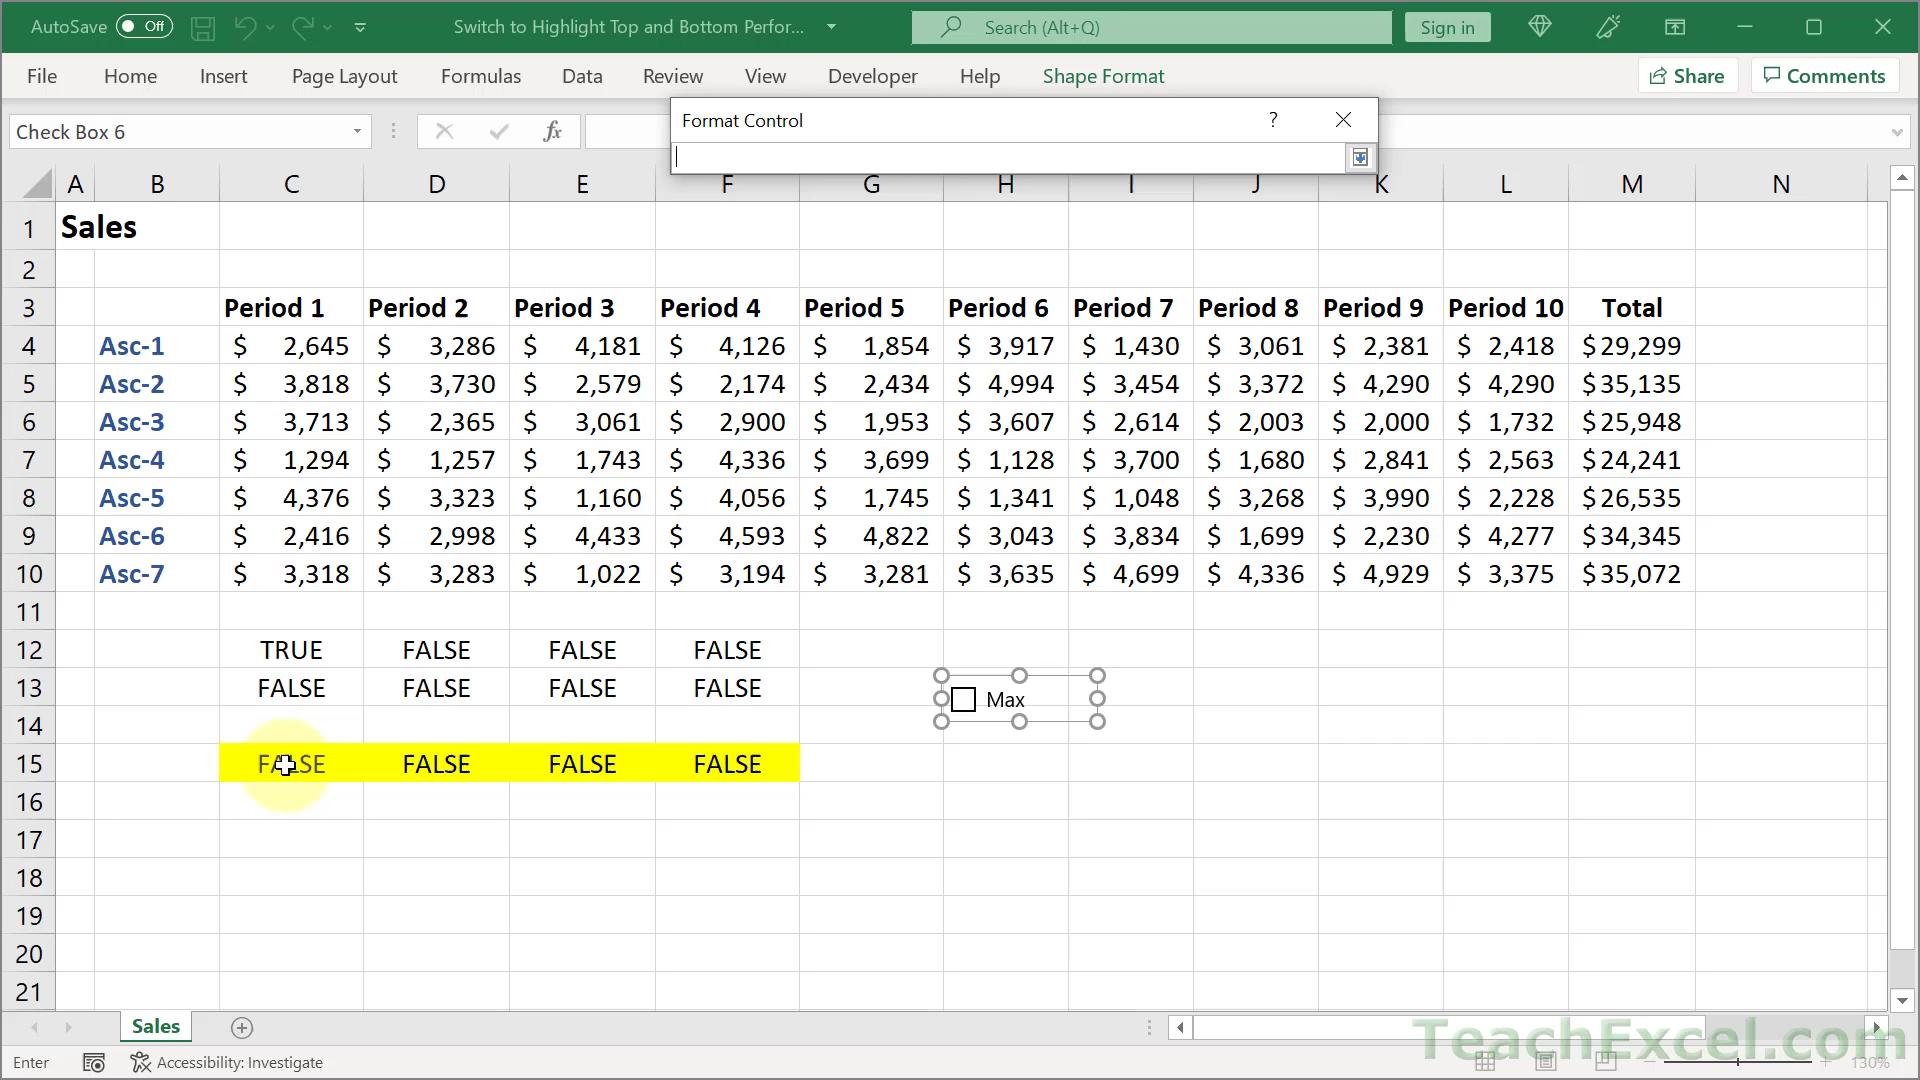 AutoSave Off Switch to Highlight Top and Bottom Perfor... Search (Alt+Q) Sign in
File Home Insert Page Layout Formulas Data Review View Developer Help Shape Format Share Comments
Check Box 6 fx Format Control ?
A B C D E F G H I J K L M N
1 Sales
2
3 Period 1 Period 2 Period 3 Period 4 Period 5 Period 6 Period 7 Period 8 Period 9 Period 10 Total
4 Asc-1 $ 2,645 $ 3,286 $ 4,181 $ 4,126 $ 1,854 $ 3,917 $ 1,430 $ 3,061 $ 2,381 $ 2,418 $29,299
5 Asc-2 $ 3,818 $ 3,730 $ 2,579 $ 2,174 $ 2,434 $ 4,994 $ 3,454 $ 3,372 $ 4,290 $ 4,290 $35,135
6 Asc-3 $ 3,713 $ 2,365 $ 3,061 $ 2,900 $ 1,953 $ 3,607 $ 2,614 $ 2,003 $ 2,000 $ 1,732 $25,948
7 Asc-4 $ 1,294 $ 1,257 $ 1,743 $ 4,336 $ 3,699 $ 1,128 $ 3,700 $ 1,680 $ 2,841 $ 2,563 $24,241
8 Asc-5 $ 4,376 $ 3,323 $ 1,160 $ 4,056 $ 1,745 $ 1,341 $ 1,048 $ 3,268 $ 3,990 $ 2,228 $26,535
9 Asc-6 $ 2,416 $ 2,998 $ 4,433 $ 4,593 $ 4,822 $ 3,043 $ 3,834 $ 1,699 $ 2,230 $ 4,277 $34,345
10 Asc-7 $ 3,318 $ 3,283 $ 1,022 $ 3,194 $ 3,281 $ 3,635 $ 4,699 $ 4,336 $ 4,929 $ 3,375 $35,072
11
12 TRUE FALSE FALSE FALSE
13 FALSE FALSE FALSE FALSE Max
14
15 FALSE FALSE FALSE FALSE
16
17
18
19
20
21
Sales
TeachExcel.com
Enter Accessibility: Investigate 130%